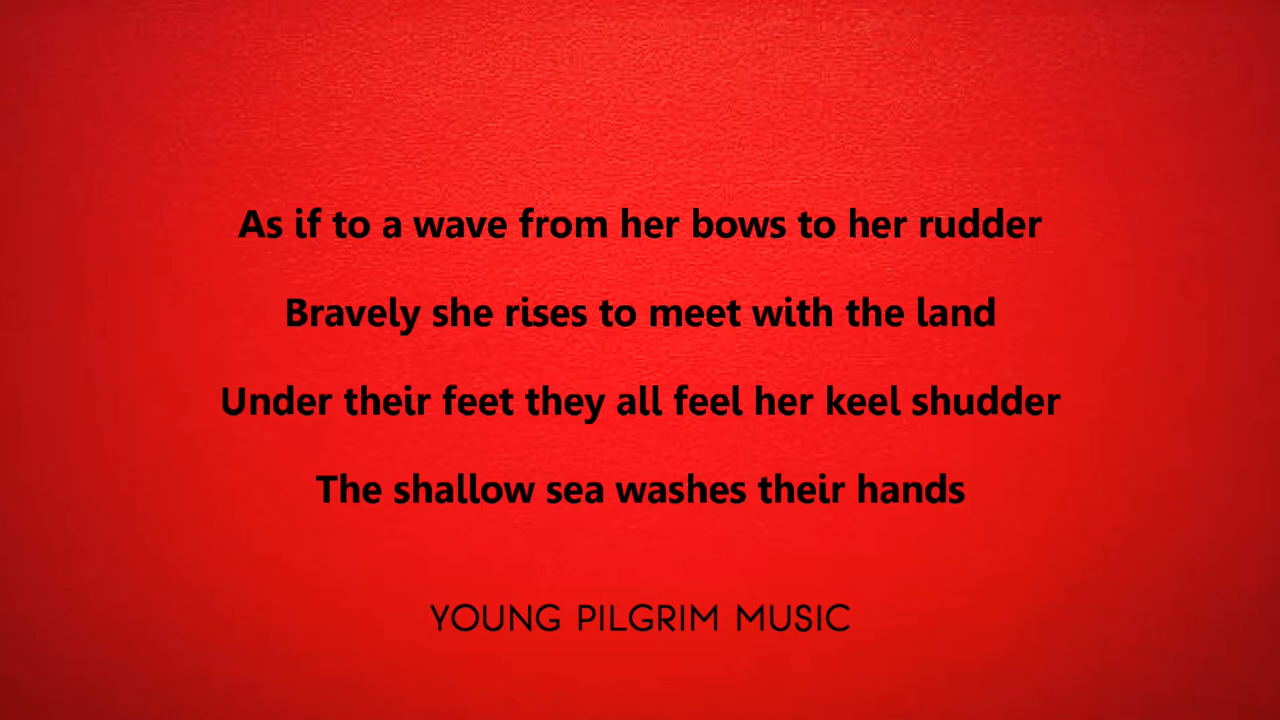 As if to a wave from her bows to her rudder
Bravely she rises to meet with the land
Under their feet they all feel her keel shudder
The shallow sea washes their hands
YOUNG PILGRIM MUSIC